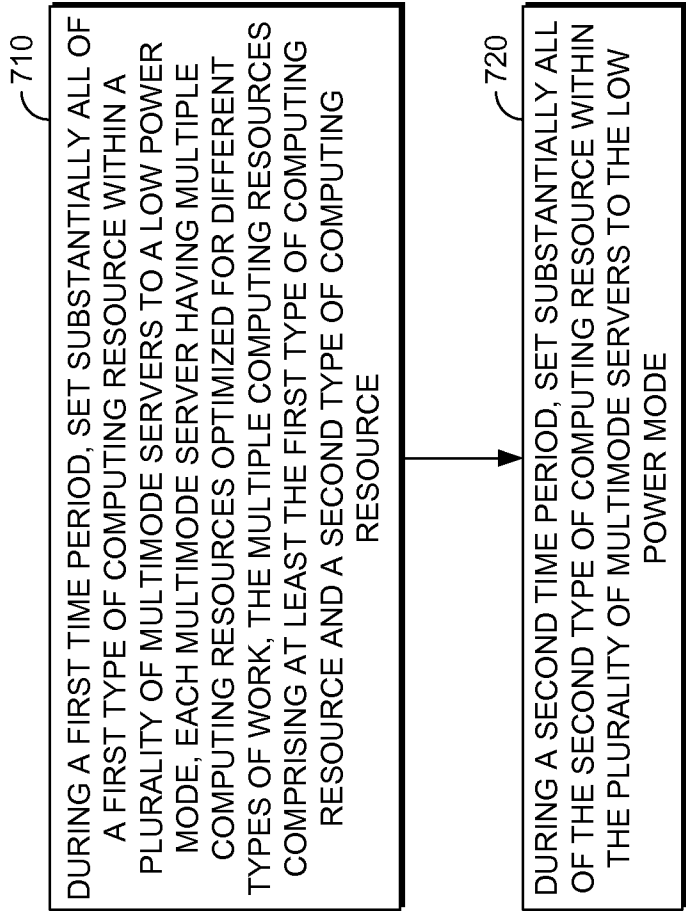 710
DURING A FIRST TIME PERIOD, SET SUBSTANTIALLY ALL OF
A FIRST TYPE OF COMPUTING RESOURCE WITHIN A
PLURALITY OF MULTIMODE SERVERS TO A LOW POWER
MODE, EACH MULTIMODE SERVER HAVING MULTIPLE
COMPUTING RESOURCES OPTIMIZED FOR DIFFERENT
TYPES OF WORK, THE MULTIPLE COMPUTING RESOURCES
COMPRISING AT LEAST THE FIRST TYPE OF COMPUTING
RESOURCE AND A SECOND TYPE OF COMPUTING
RESOURCE
720
DURING A SECOND TIME PERIOD, SET SUBSTANTIALLY ALL
OF THE SECOND TYPE OF COMPUTING RESOURCE WITHIN
THE PLURALITY OF MULTIMODE SERVERS TO THE LOW
POWER MODE